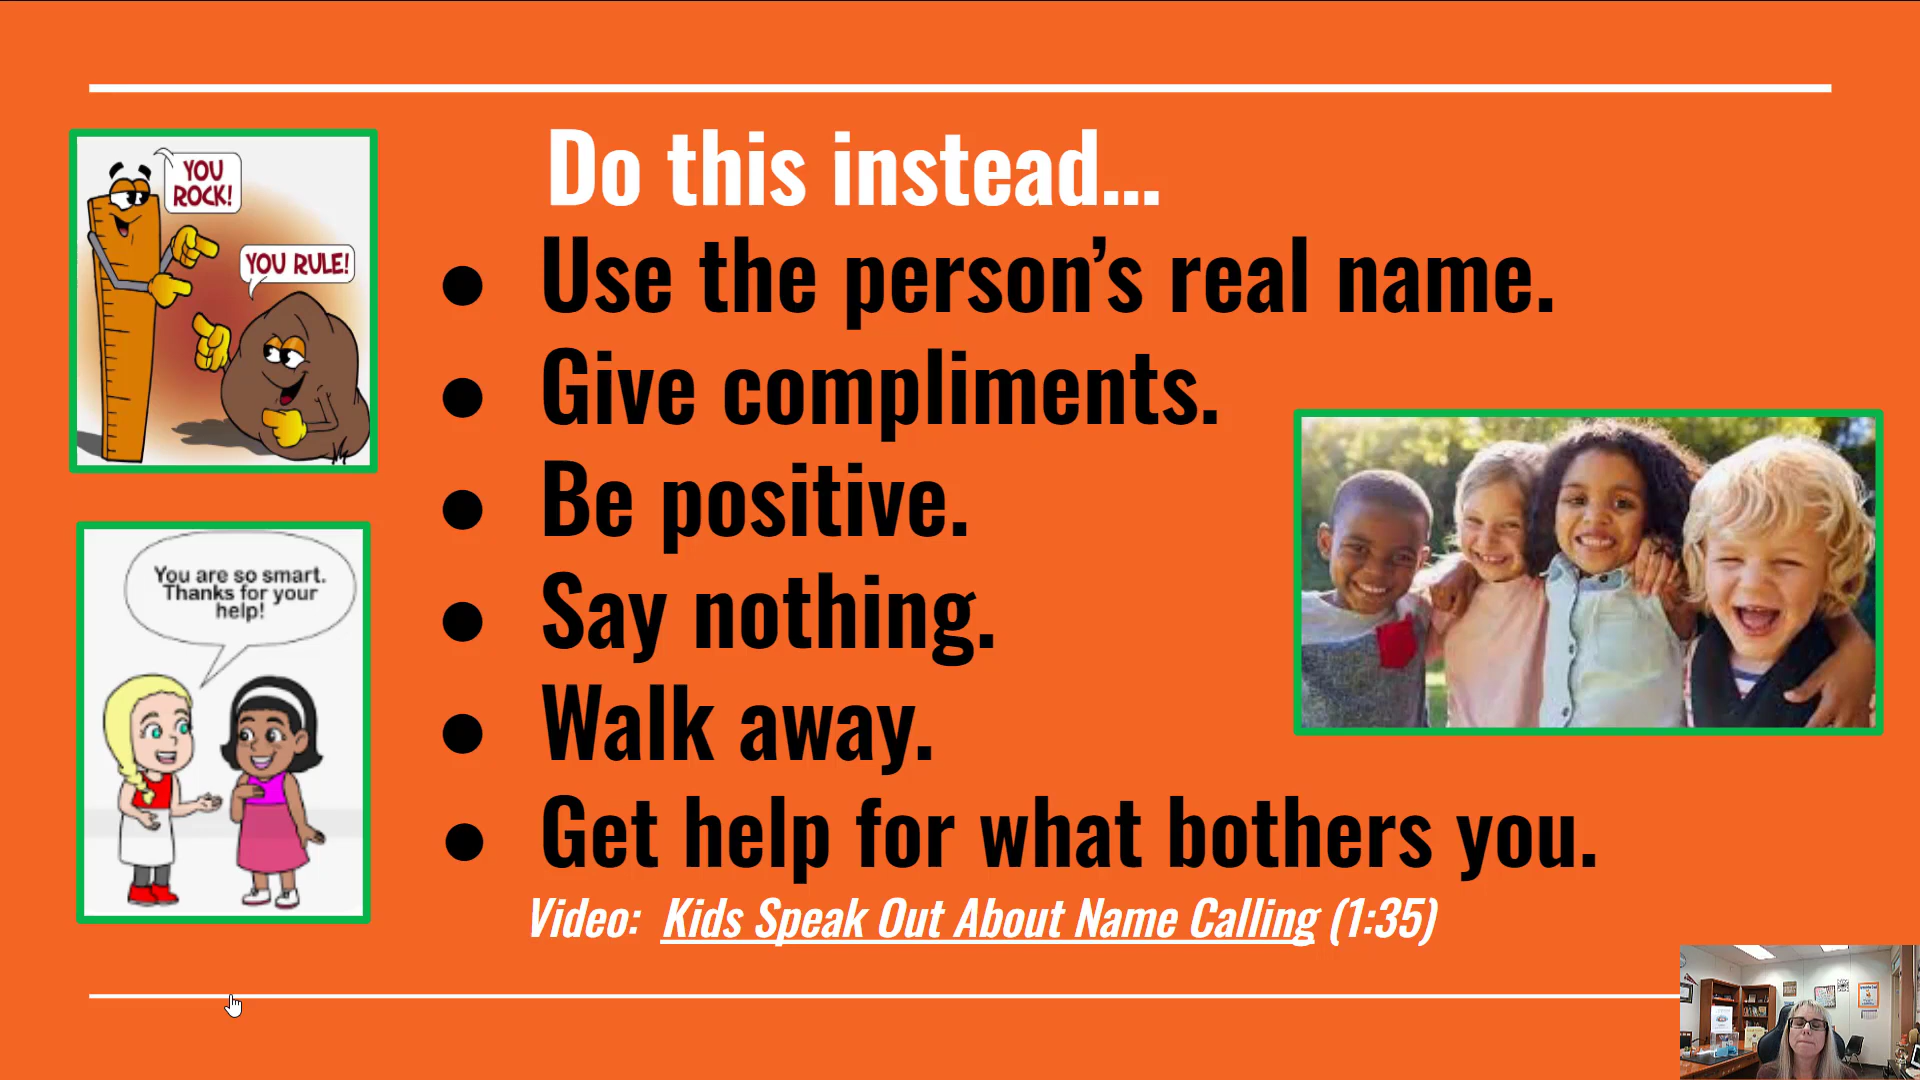 YOU
ROCK!
YOU RULE!
You are so smart.
Thanks for your
help!
Do this instead...
● Use the person’s real name.
● Give compliments.
● Be positive.
● Say nothing.
● Walk away.
● Get help for what bothers you.
Video: Kids Speak Out About Name Calling (1:35)